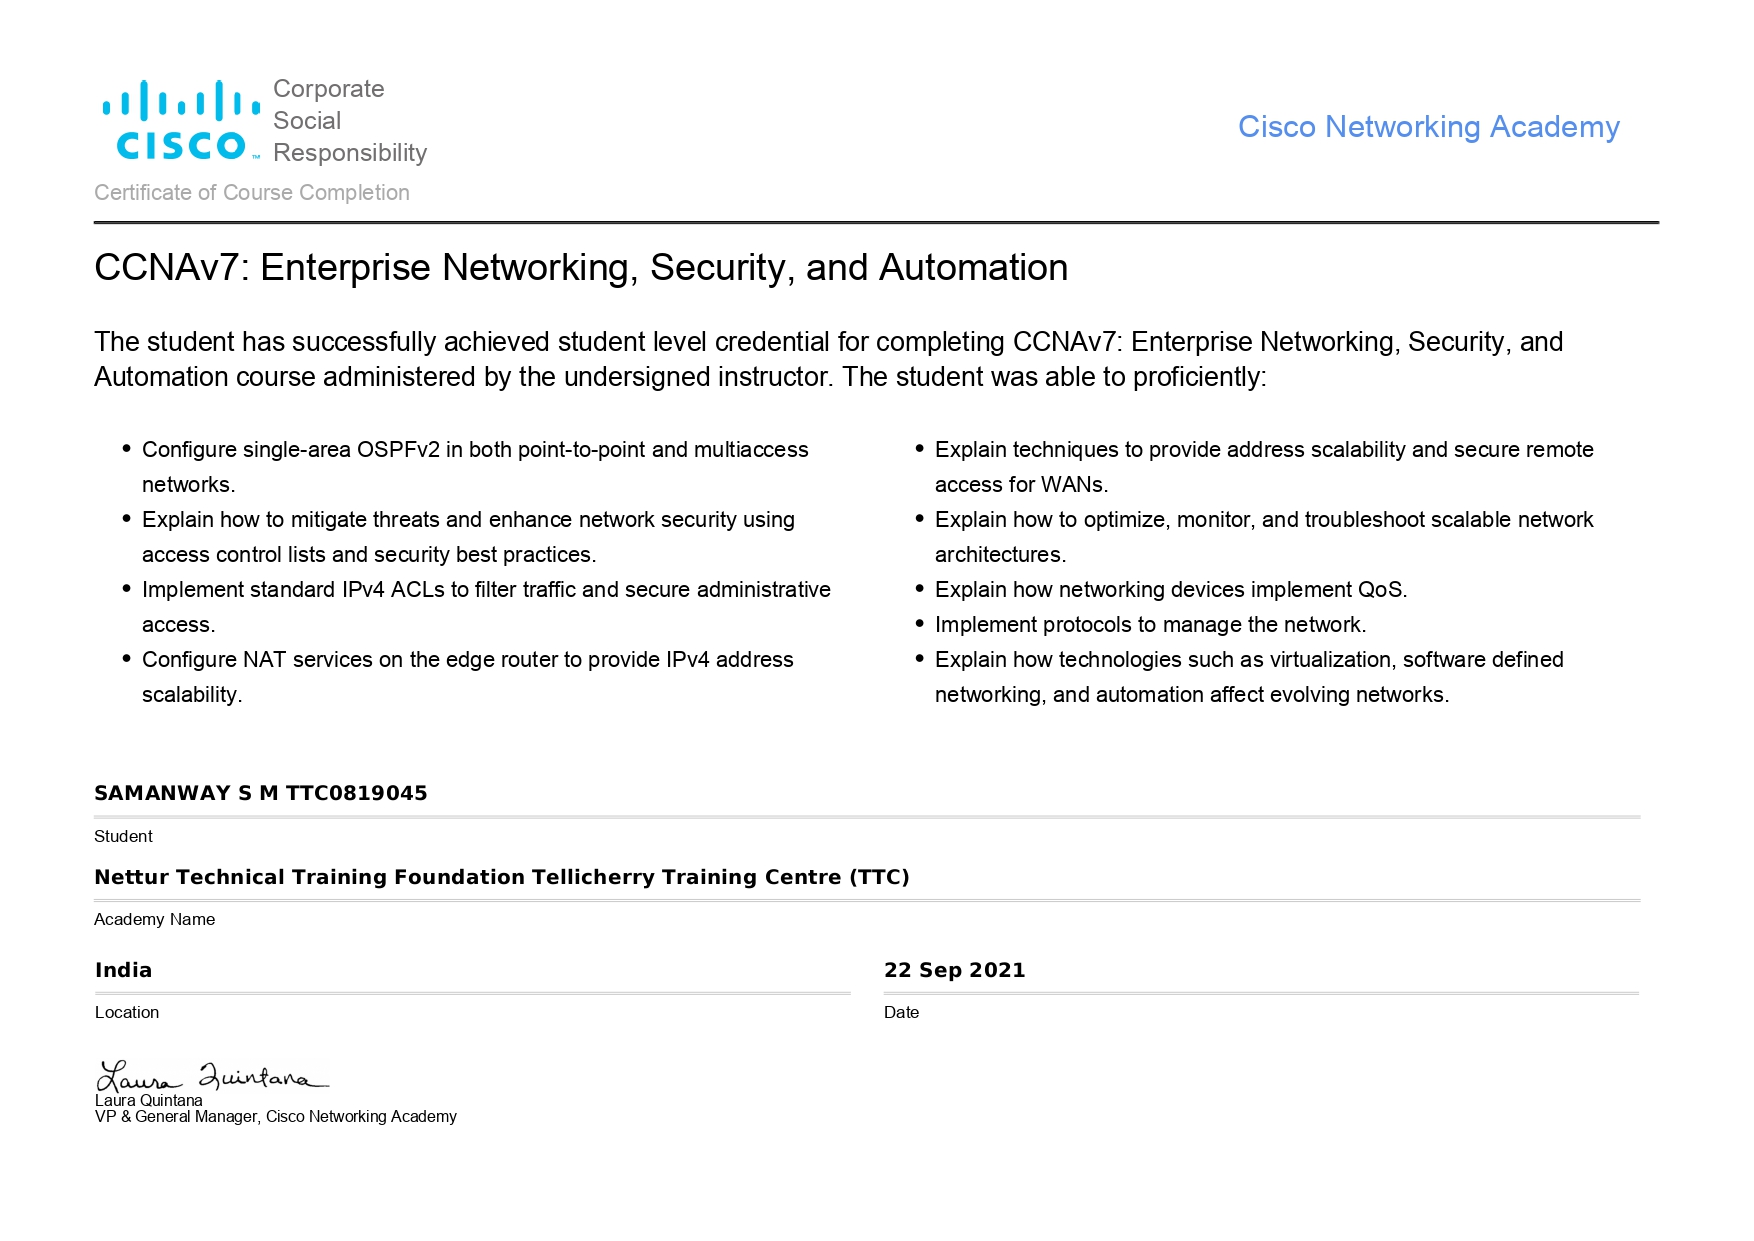 Corporate
Social
Responsibility
CISCO™
Cisco Networking Academy
Certificate of Course Completion
CCNAv7: Enterprise Networking, Security, and Automation
The student has successfully achieved student level credential for completing CCNAv7: Enterprise Networking, Security, and
Automation course administered by the undersigned instructor. The student was able to proficiently:
• Configure single-area OSPFv2 in both point-to-point and multiaccess
networks.
• Explain how to mitigate threats and enhance network security using
access control lists and security best practices.
• Implement standard IPv4 ACLs to filter traffic and secure administrative
access.
• Configure NAT services on the edge router to provide IPv4 address
scalability.
• Explain techniques to provide address scalability and secure remote
access for WANs.
• Explain how to optimize, monitor, and troubleshoot scalable network
architectures.
• Explain how networking devices implement QoS.
• Implement protocols to manage the network.
• Explain how technologies such as virtualization, software defined
networking, and automation affect evolving networks.
SAMANWAY S M TTC0819045
Student
Nettur Technical Training Foundation Tellicherry Training Centre (TTC)
Academy Name
India
Location
22 Sep 2021
Date
Laura Quintana
Laura Quintana
VP & General Manager, Cisco Networking Academy